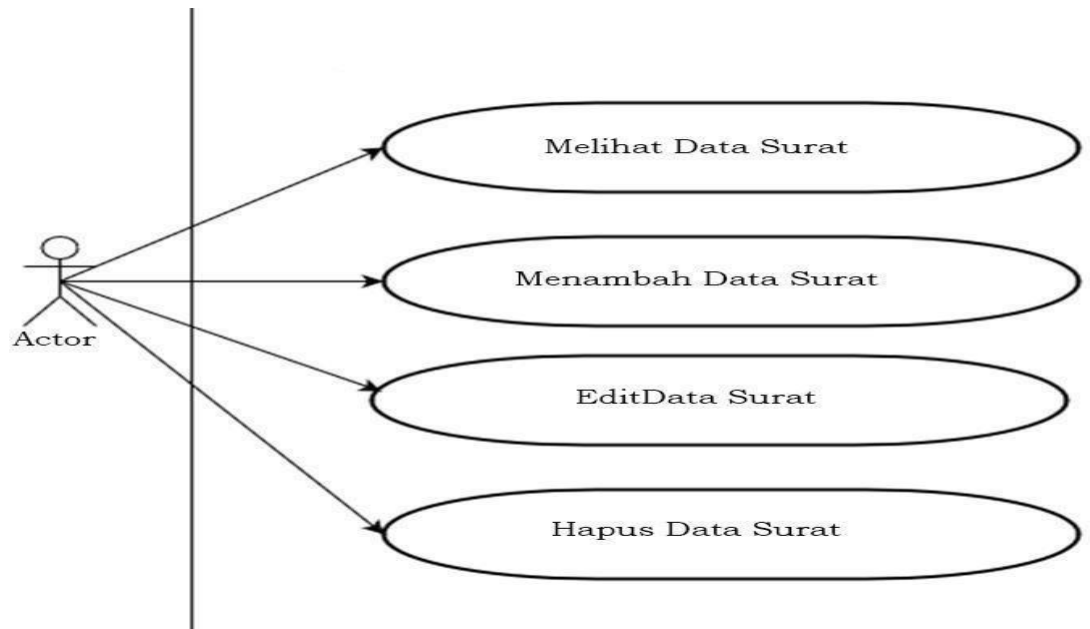 Melihat Data Surat
Menambah Data Surat
Actor
EditData Surat
Hapus Data Surat